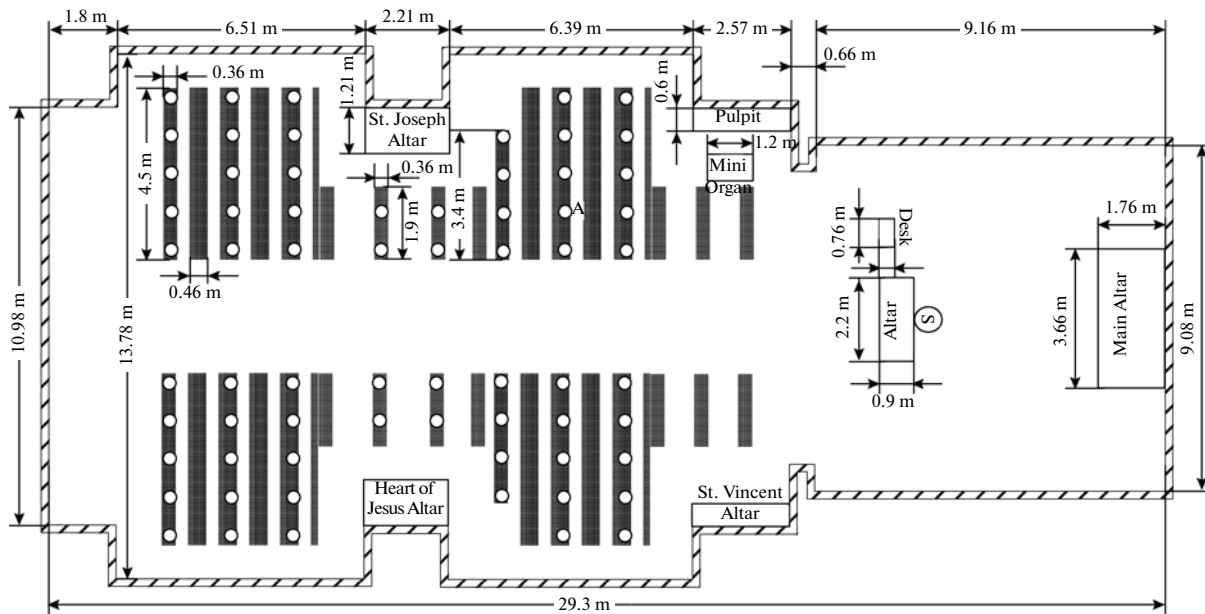 1.8 m
6.51 m
2.21 m
6.39 m
2.57 m
9.16 m
0.36 m
0.66 m
1.21 m
0.6 m
Pulpit
St. Joseph
Altar
1.2 m
Mini
Organ
4.5 m
0.36 m
3.4 m
1.9 m
A
0.76 m
Desk
1.76 m
0.46 m
10.98 m
13.78 m
2.2 m
Altar
S
3.66 m
Main Altar
9.08 m
0.9 m
Heart of
Jesus Altar
St. Vincent
Altar
29.3 m